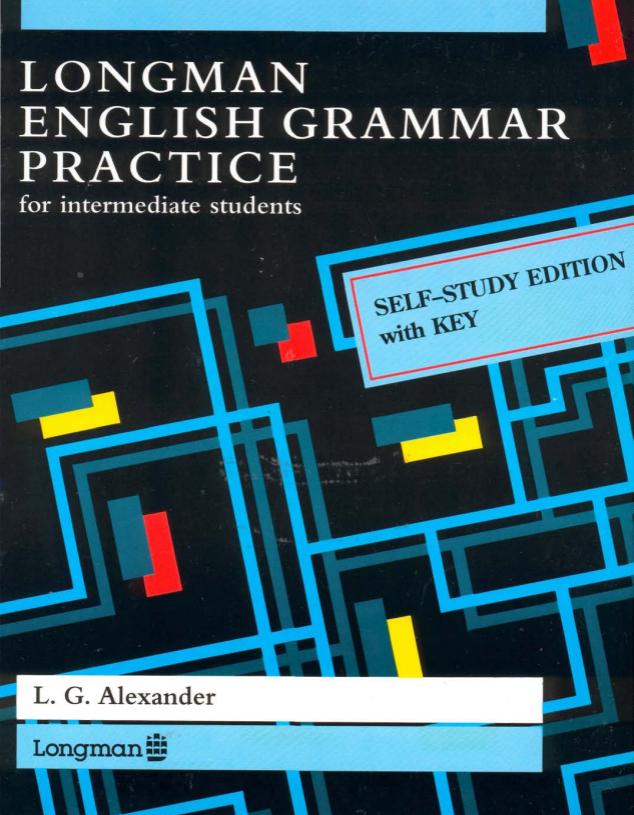 LONGMAN
ENGLISH GRAMMAR
PRACTICE
for intermediate students
SELF-STUDY EDITION
with KEY
L. G. Alexander
Longman